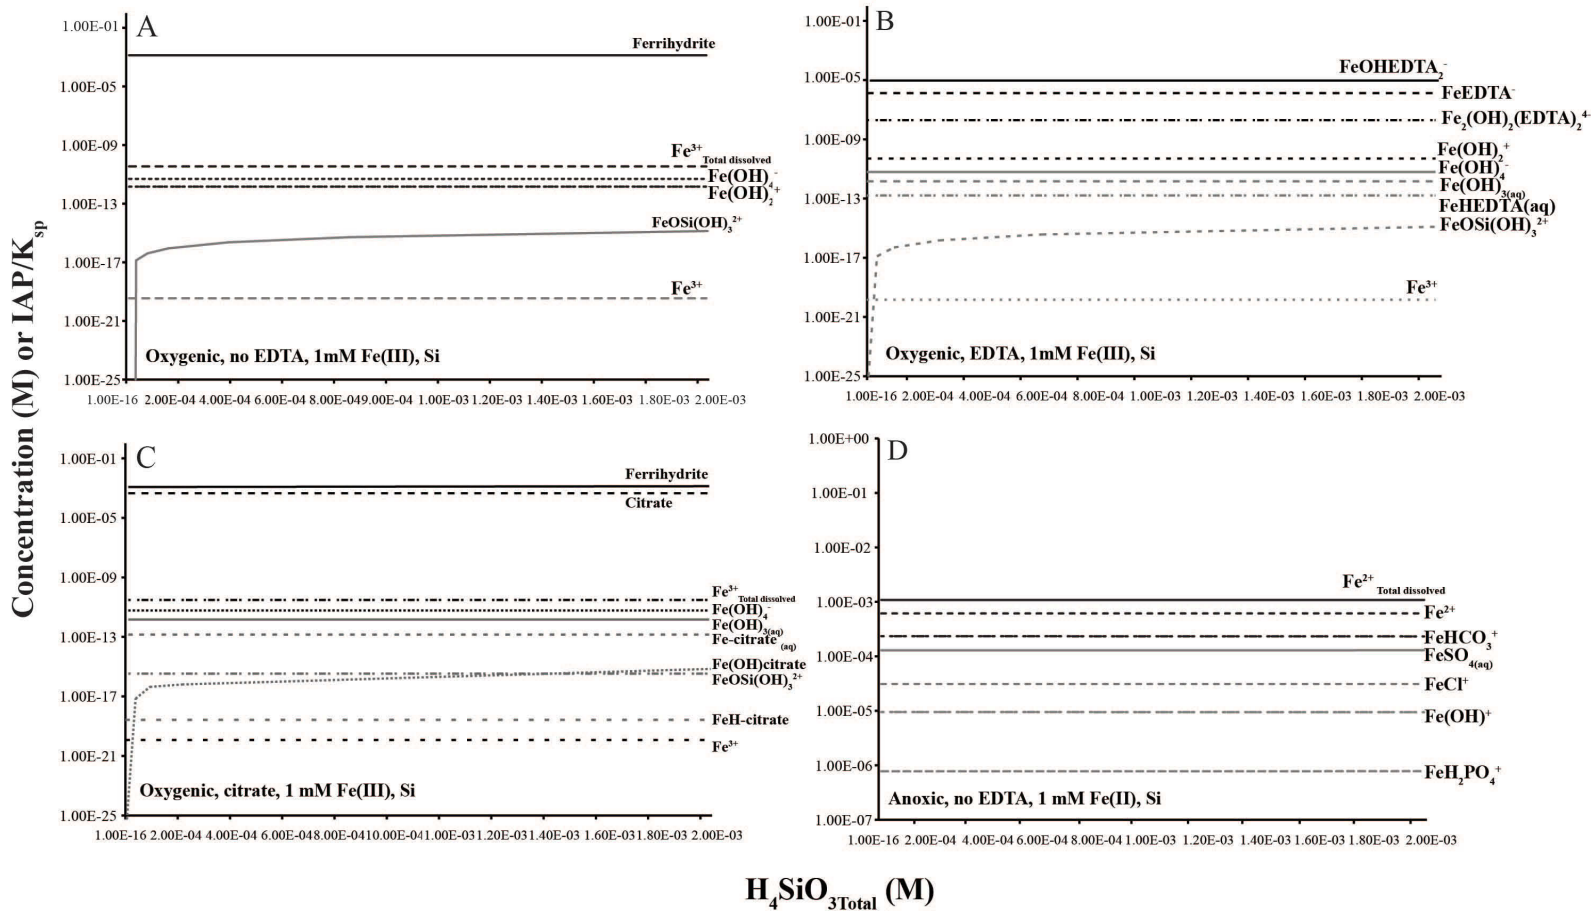 Concentration (M) or IAP/Ksp
A
1.00E-01
1.00E-05
1.00E-09
1.00E-13
1.00E-17
1.00E-21
1.00E-25
Ferrihydrite
Fe³⁺ Total dissolved
Fe(OH)₄⁻
Fe(OH)₂⁺
FeOSi(OH)₃²⁺
Fe³⁺
Oxygenic, no EDTA, 1mM Fe(III), Si
1.00E-16 2.00E-04 4.00E-04 6.00E-04 8.00E-04 9.00E-04 1.00E-03 1.20E-03 1.60E-03 1.80E-03 2.00E-03
B
1.00E-01
1.00E-05
1.00E-09
1.00E-13
1.00E-17
1.00E-21
1.00E-25
FeOHEDTA₂⁻
FeEDTA⁻
Fe₂(OH)₂(EDTA)₂⁴⁻
Fe(OH)₂⁺
Fe(OH)₄⁻
Fe(OH)₃(aq)
FeHEDTA(aq)
FeOSi(OH)₃²⁺
Fe³⁺
Oxygenic, EDTA, 1mM Fe(III), Si
1.00E-16 2.00E-04 4.00E-04 6.00E-04 8.00E-04 1.00E-03 1.20E-03 1.40E-03 1.60E-03 1.80E-03 2.00E-03
C
1.00E-01
1.00E-05
1.00E-09
1.00E-13
1.00E-17
1.00E-21
1.00E-25
Ferrihydrite
Citrate
Fe³⁺ Total dissolved
Fe(OH)₄⁻
Fe(OH)₃(aq)
Fe-citrate (aq)
Fe(OH)citrate
FeOSi(OH)₃²⁺
FeH-citrate
Fe³⁺
Oxygenic, citrate, 1 mM Fe(III), Si
1.00E-16 2.00E-04 4.00E-04 6.00E-04 8.00E-04 10.00E-04 1.00E-03 1.20E-03 1.40E-03 1.60E-03 2.00E-03
D
1.00E+00
1.00E-01
1.00E-02
1.00E-03
1.00E-04
1.00E-05
1.00E-06
1.00E-07
Fe²⁺ Total dissolved
Fe²⁺
FeHCO₃⁺
FeSO₄(aq)
FeCl⁺
Fe(OH)⁺
FeH₂PO₄⁺
Anoxic, no EDTA, 1 mM Fe(II), Si
1.00E-16 2.00E-04 4.00E-04 6.00E-04 8.00E-04 1.00E-03 1.20E-03 1.40E-03 1.60E-03 1.80E-03 2.00E-03
H₄SiO₃Total (M)